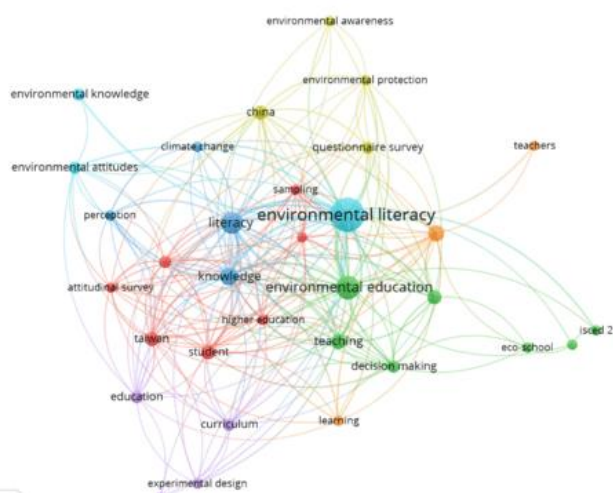 environmental awareness
environmental protection
environmental knowledge
china
climate change
questionnaire survey
teachers
environmental attitudes
sampling
perception
literacy
environmental literacy
knowledge
environmental education
attitudinal survey
higher education
taiwan
student
teaching
eco-school
isced 2
decision making
education
curriculum
learning
experimental design